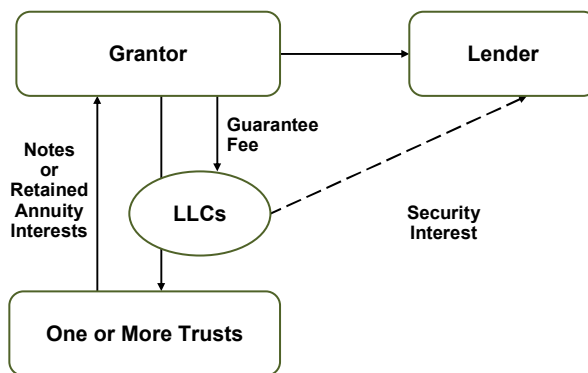 Grantor
Lender
Guarantee
Fee
Notes
or
Retained
Annuity
Interests
LLCs
Security
Interest
One or More Trusts